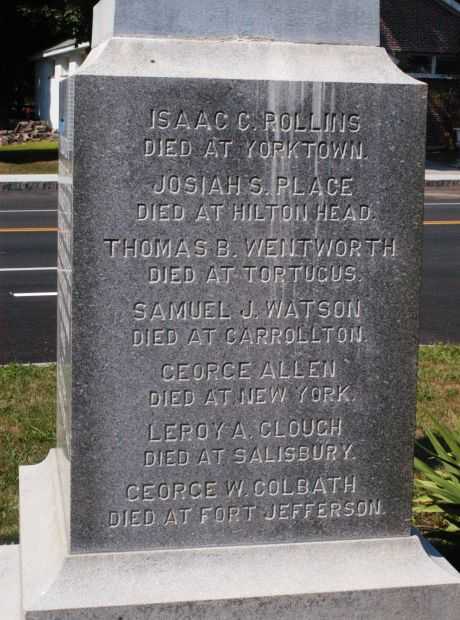 ISAAC C. ROLLINS
DIED AT YORKTOWN.
JOSIAH S. PLACE
DIED AT HILTON HEAD.
THOMAS B. WENTWORTH
DIED AT TORTUGUS.
SAMUEL J. WATSON
DIED AT CARROLLTON.
GEORGE ALLEN
DIED AT NEW YORK.
LEROY A. CLOUGH
DIED AT SALISBURY.
GEORGE W. COLBATH
DIED AT FORT JEFFERSON.